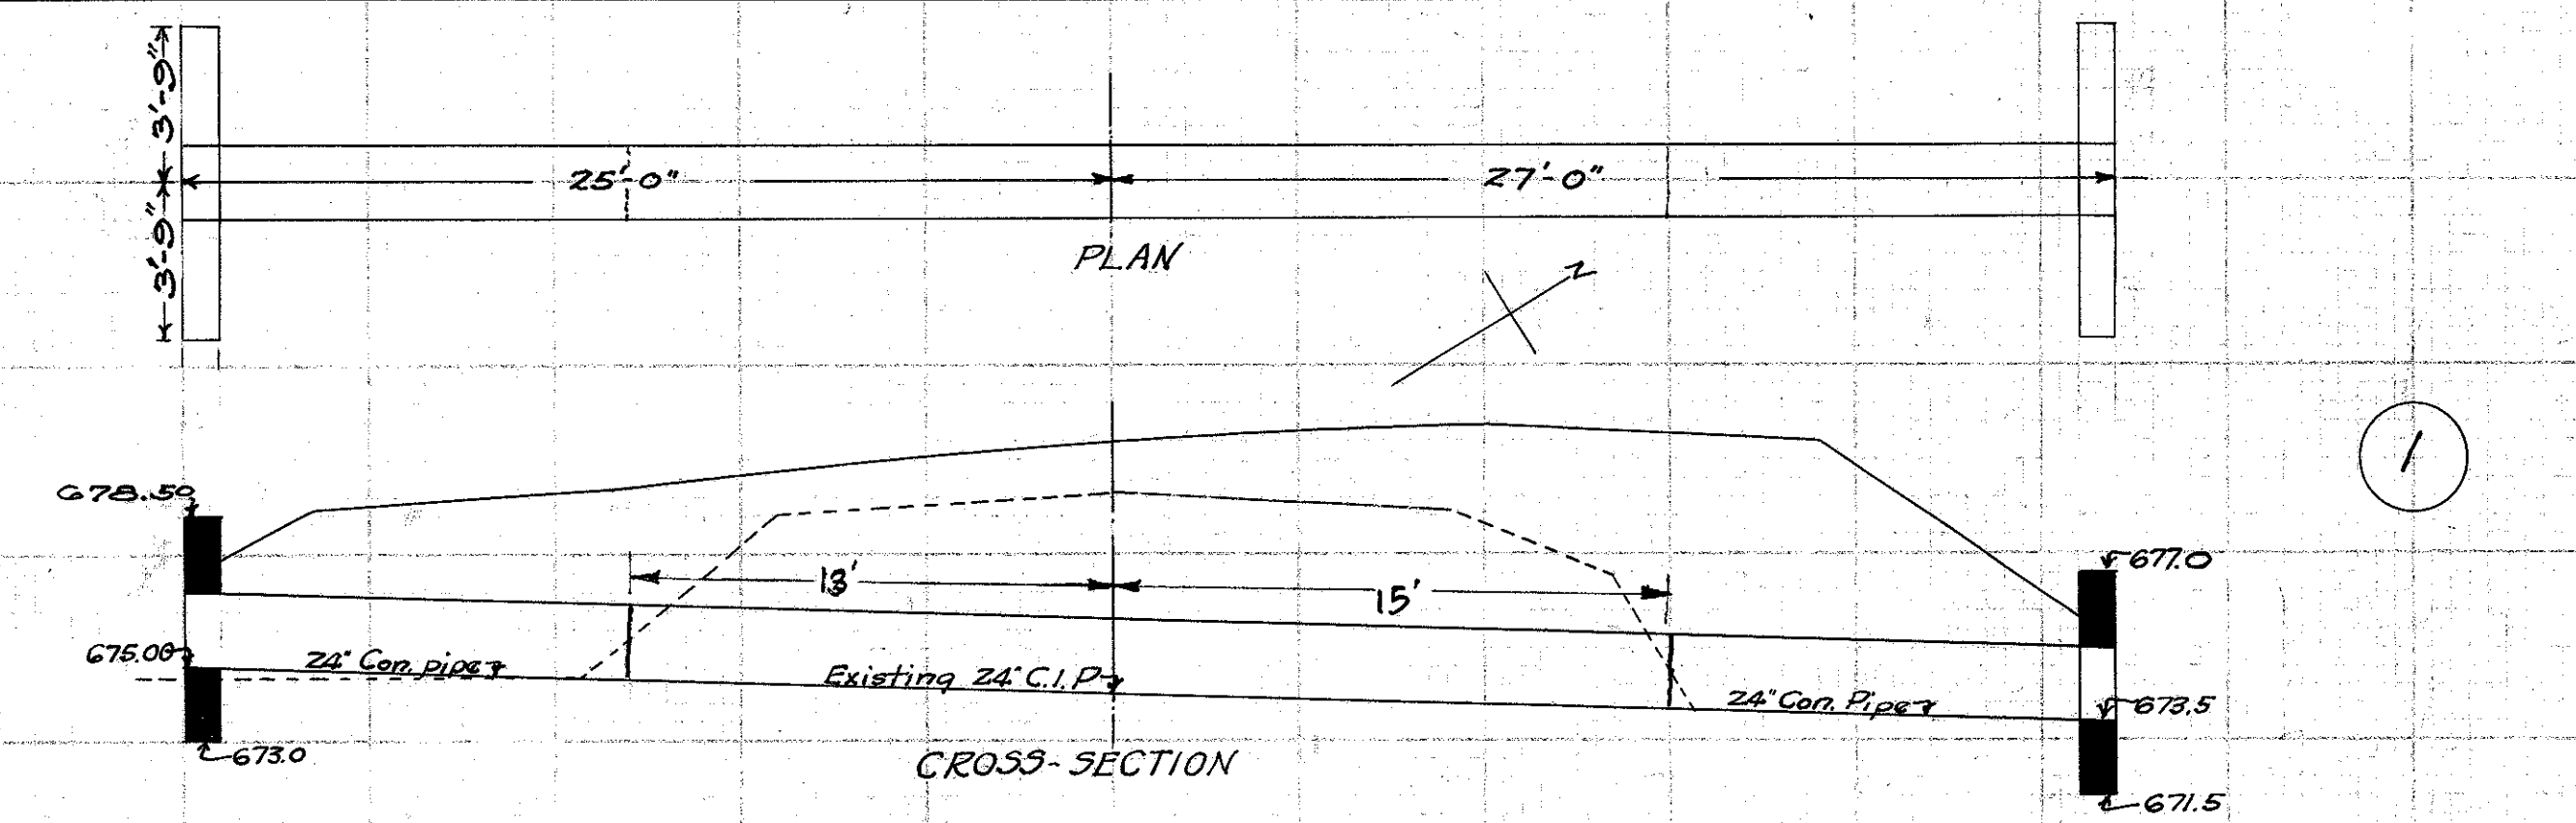 3'-9"
3'-9"
25'-0"
27'-0"
PLAN
N
1
678.50
677.0
13'
15'
675.00
24" Con. pipe
Existing 24" C.I.P.
24" Con. Pipe
673.5
673.0
CROSS-SECTION
671.5